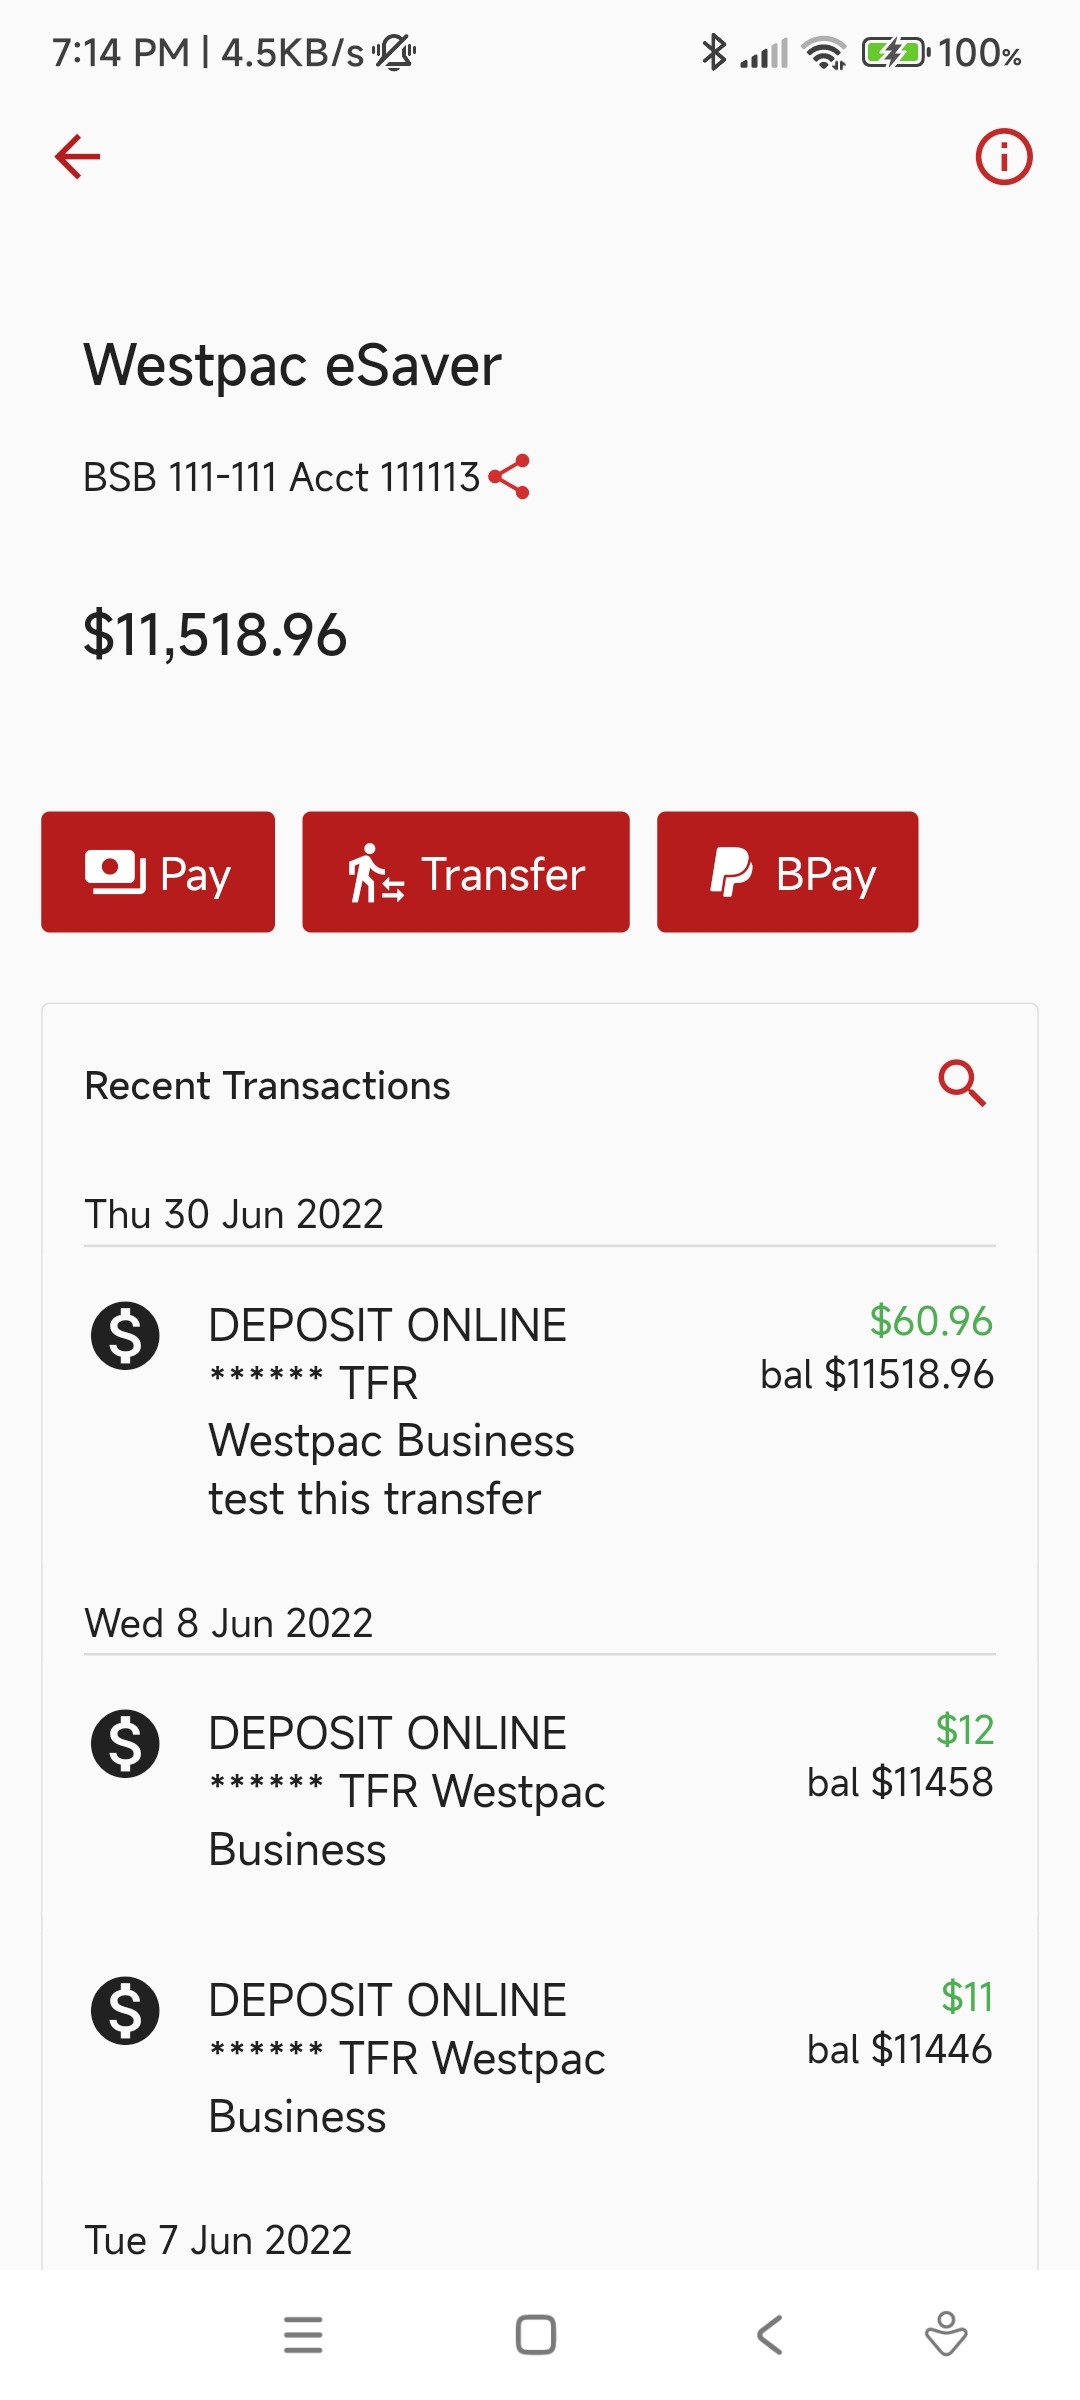 7:14 PM | 4.5KB/s 100%
Westpac eSaver
BSB 111-111 Acct 111113
$11,518.96
Pay Transfer BPay
Recent Transactions
Thu 30 Jun 2022
DEPOSIT ONLINE $60.96
****** TFR bal $11518.96
Westpac Business
test this transfer
Wed 8 Jun 2022
DEPOSIT ONLINE $12
****** TFR Westpac bal $11458
Business
DEPOSIT ONLINE $11
****** TFR Westpac bal $11446
Business
Tue 7 Jun 2022